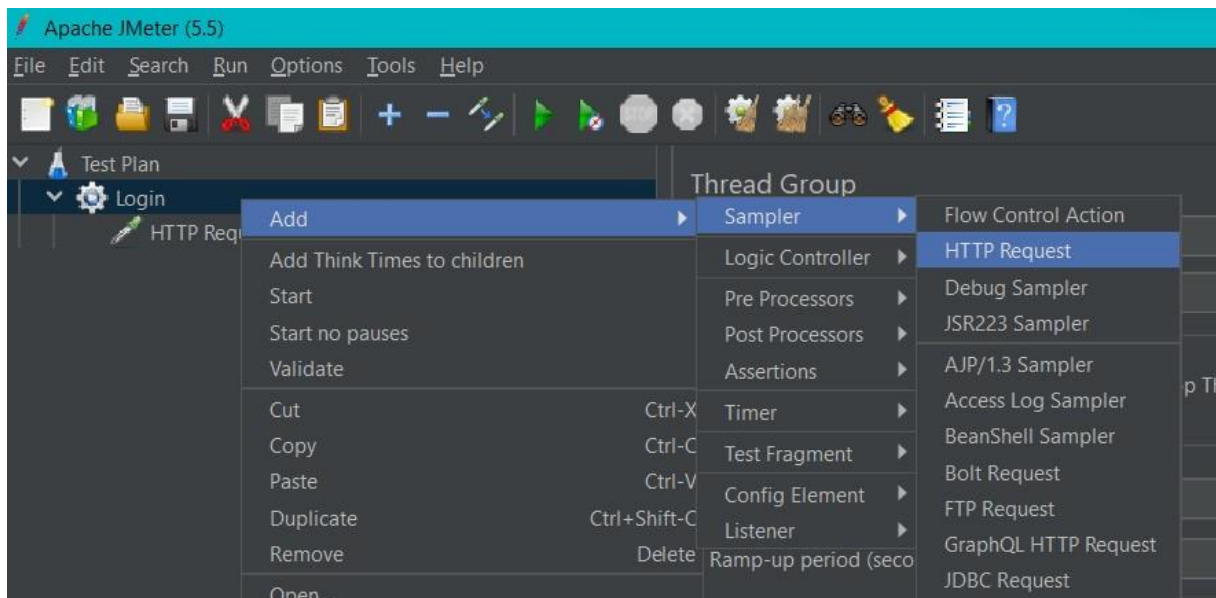 Apache JMeter (5.5)
File Edit Search Run Options Tools Help
Test Plan
Login
HTTP Requ
Thread Group
Add
Add Think Times to children
Start
Start no pauses
Validate
Cut Ctrl-X
Copy Ctrl-C
Paste Ctrl-V
Duplicate Ctrl+Shift-C
Remove Delete
Open
Sampler
Logic Controller
Pre Processors
Post Processors
Assertions
Timer
Test Fragment
Config Element
Listener
Ramp-up period (seco
Flow Control Action
HTTP Request
Debug Sampler
JSR223 Sampler
AJP/1.3 Sampler
Access Log Sampler
BeanShell Sampler
Bolt Request
FTP Request
GraphQL HTTP Request
JDBC Request